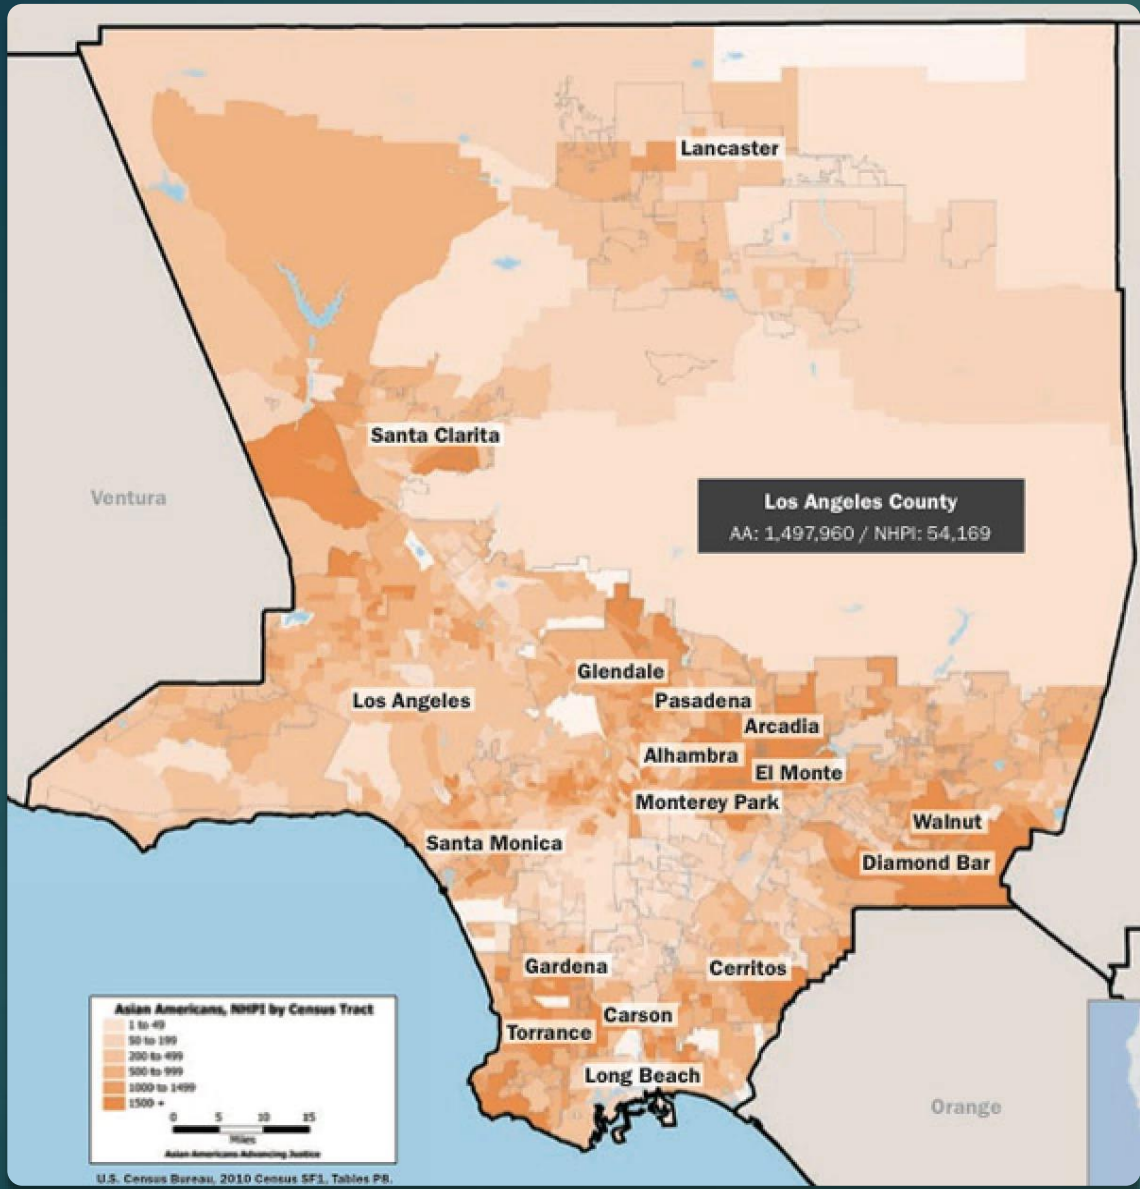 Lancaster
Santa Clarita
Ventura
Los Angeles County
AA: 1,497,960 / NHPI: 54,169
Glendale
Los Angeles
Pasadena
Arcadia
Alhambra
El Monte
Monterey Park
Walnut
Santa Monica
Diamond Bar
Gardena
Cerritos
Carson
Torrance
Long Beach
Orange
Asian Americans, NHPI by Census Tract
1 to 49
50 to 199
200 to 499
500 to 999
1000 to 1499
1500 +
0 5 10 15
Miles
Asian Americans Advancing Justice
U.S. Census Bureau, 2010 Census SF1, Tables P8.